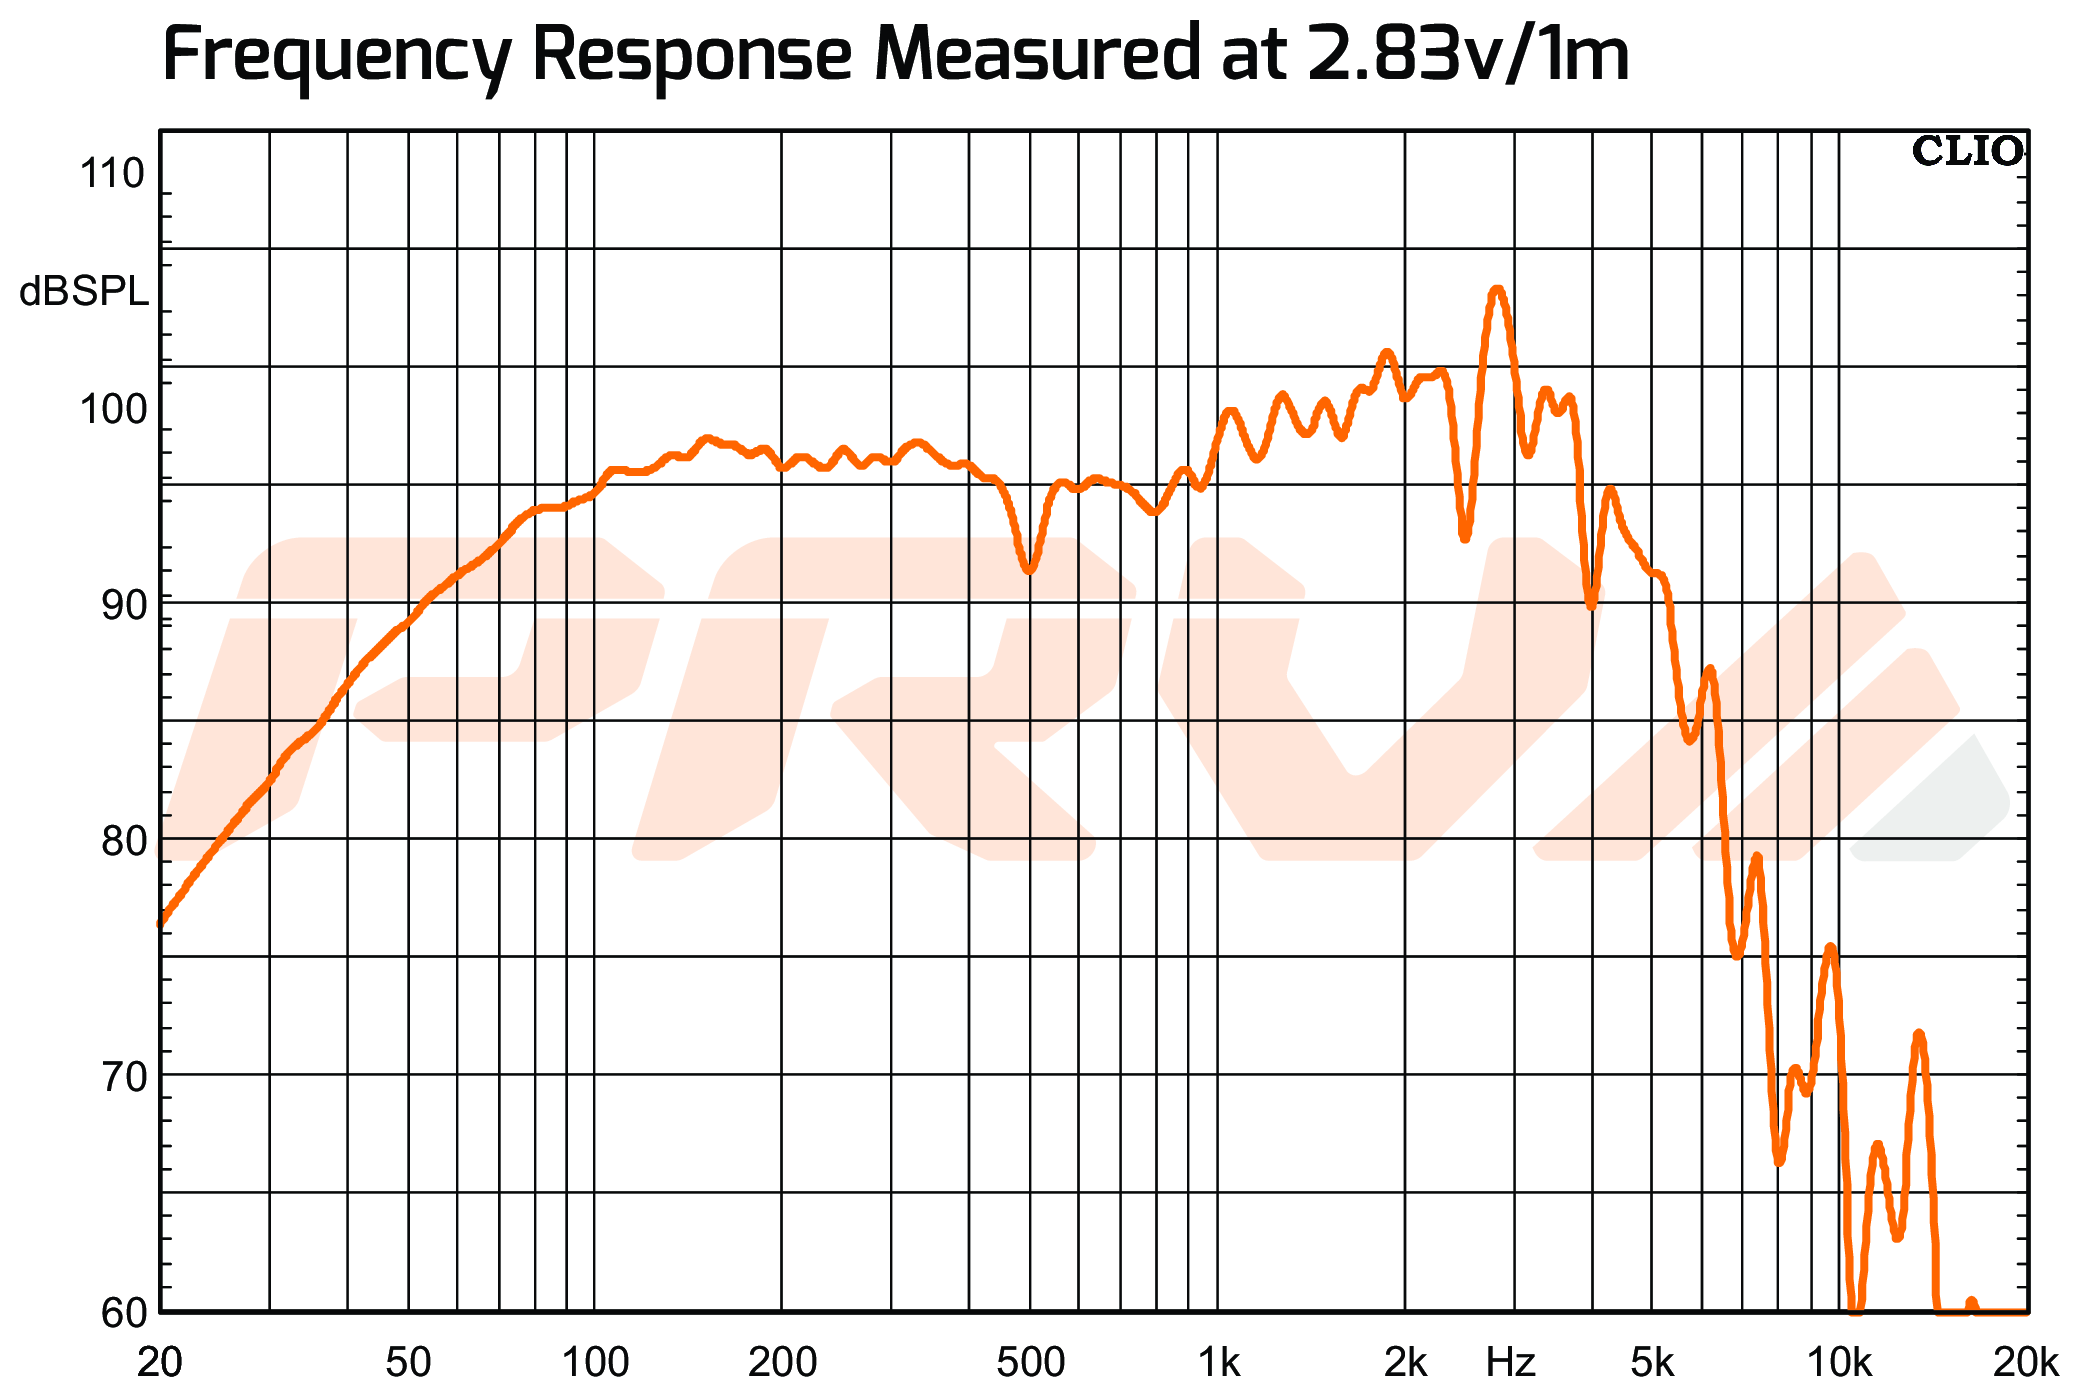 Frequency Response Measured at 2.83v/1m
CLIO
110
dBSPL
100
90
PRV
80
70
60
20 50 100 200 500 1k 2k Hz 5k 10k 20k